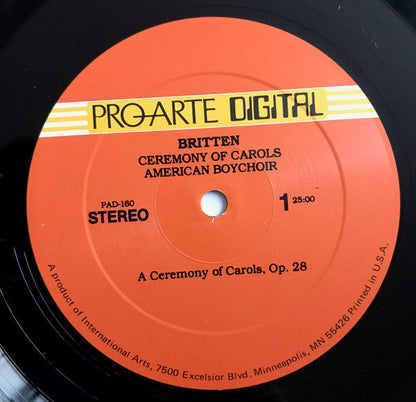 PRO ARTE DIGITAL
BRITTEN
CEREMONY OF CAROLS
AMERICAN BOYCHOIR
PAD-160
STEREO
1 25:00
A Ceremony of Carols, Op. 28
A product of International Arts, 7500 Excelsior Blvd. Minneapolis, MN 55426 Printed in U.S.A.